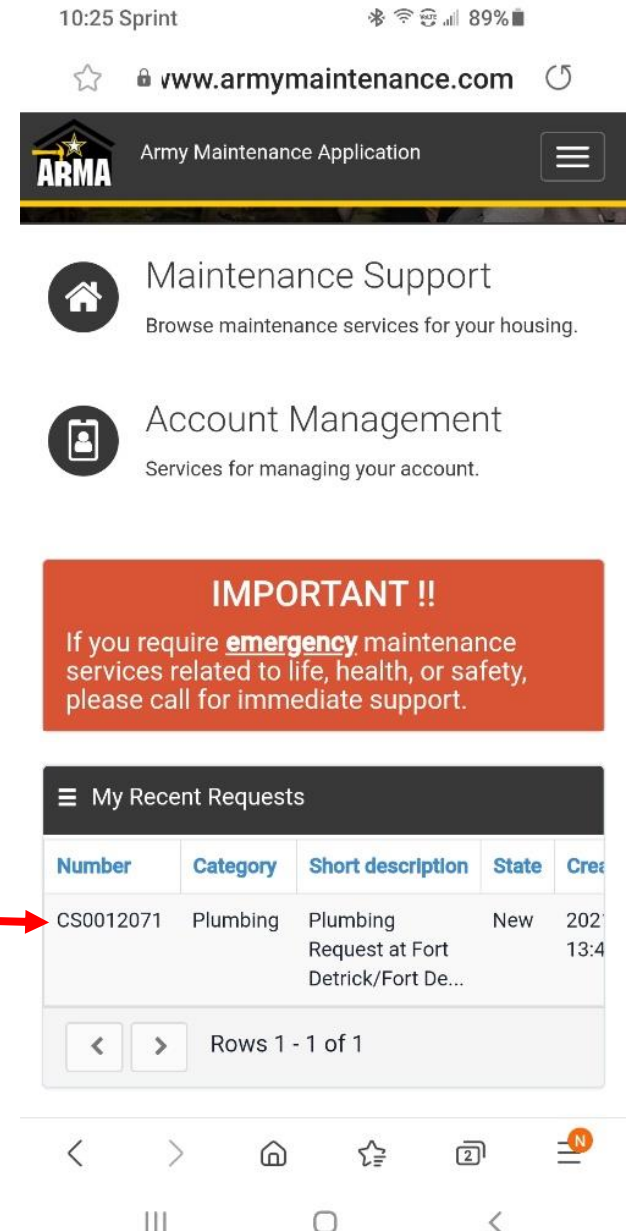 10:25 Sprint 89%
www.armymaintenance.com
ARMA Army Maintenance Application
Maintenance Support
Browse maintenance services for your housing.
Account Management
Services for managing your account.
IMPORTANT !!
If you require emergency maintenance
services related to life, health, or safety,
please call for immediate support.
My Recent Requests
Number Category Short description State
CS0012071 Plumbing Plumbing New
Request at Fort
Detrick/Fort De...
Rows 1 - 1 of 1
2 N